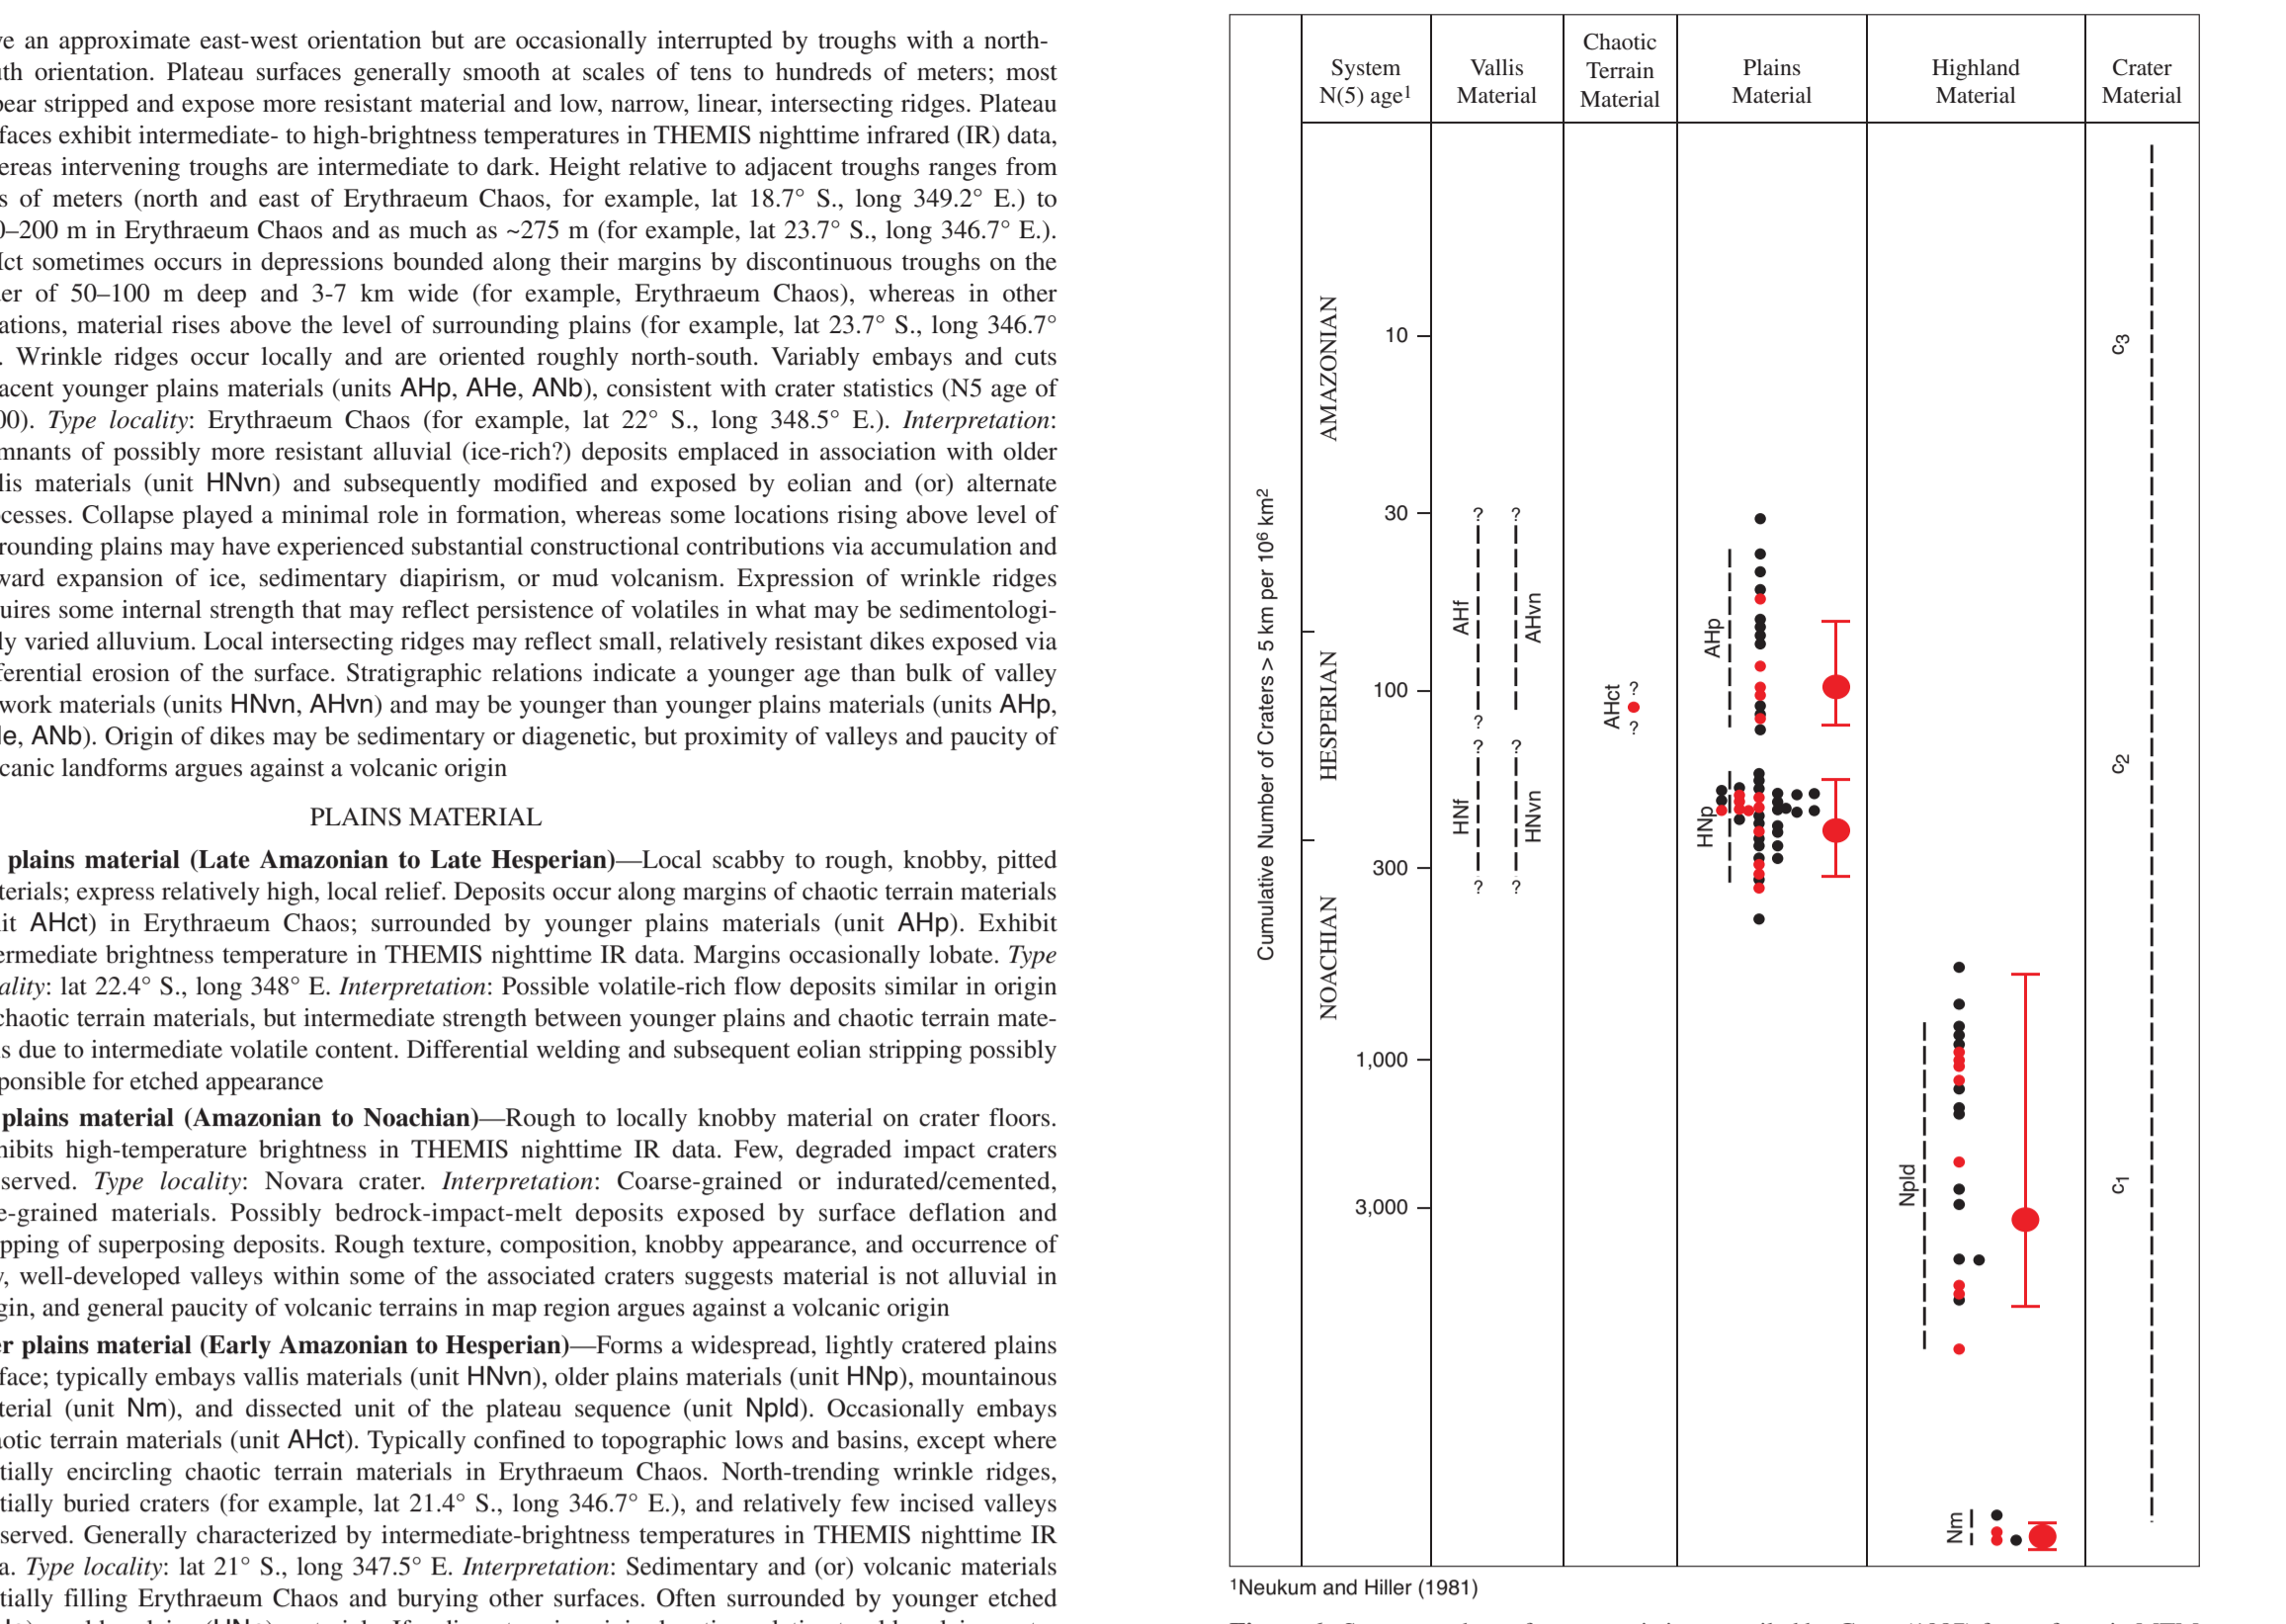 ve an approximate east-west orientation but are occasionally interrupted by troughs with a north-
uth orientation. Plateau surfaces generally smooth at scales of tens to hundreds of meters; most
pear stripped and expose more resistant material and low, narrow, linear, intersecting ridges. Plateau
rfaces exhibit intermediate- to high-brightness temperatures in THEMIS nighttime infrared (IR) data,
ereas intervening troughs are intermediate to dark. Height relative to adjacent troughs ranges from
s of meters (north and east of Erythraeum Chaos, for example, lat 18.7° S., long 349.2° E.) to
0–200 m in Erythraeum Chaos and as much as ~275 m (for example, lat 23.7° S., long 346.7° E.).
Hct sometimes occurs in depressions bounded along their margins by discontinuous troughs on the
er of 50–100 m deep and 3-7 km wide (for example, Erythraeum Chaos), whereas in other
ations, material rises above the level of surrounding plains (for example, lat 23.7° S., long 346.7°
. Wrinkle ridges occur locally and are oriented roughly north-south. Variably embays and cuts
acent younger plains materials (units AHp, AHe, ANb), consistent with crater statistics (N5 age of
00). Type locality: Erythraeum Chaos (for example, lat 22° S., long 348.5° E.). Interpretation:
mnants of possibly more resistant alluvial (ice-rich?) deposits emplaced in association with older
lis materials (unit HNvn) and subsequently modified and exposed by eolian and (or) alternate
cesses. Collapse played a minimal role in formation, whereas some locations rising above level of
rounding plains may have experienced substantial constructional contributions via accumulation and
ward expansion of ice, sedimentary diapirism, or mud volcanism. Expression of wrinkle ridges
uires some internal strength that may reflect persistence of volatiles in what may be sedimentologi-
ly varied alluvium. Local intersecting ridges may reflect small, relatively resistant dikes exposed via
ferential erosion of the surface. Stratigraphic relations indicate a younger age than bulk of valley
work materials (units HNvn, AHvn) and may be younger than younger plains materials (units AHp,
He, ANb). Origin of dikes may be sedimentary or diagenetic, but proximity of valleys and paucity of
canic landforms argues against a volcanic origin
PLAINS MATERIAL
plains material (Late Amazonian to Late Hesperian)—Local scabby to rough, knobby, pitted
terials; express relatively high, local relief. Deposits occur along margins of chaotic terrain materials
it AHct) in Erythraeum Chaos; surrounded by younger plains materials (unit AHp). Exhibit
ermediate brightness temperature in THEMIS nighttime IR data. Margins occasionally lobate. Type
ality: lat 22.4° S., long 348° E. Interpretation: Possible volatile-rich flow deposits similar in origin
chaotic terrain materials, but intermediate strength between younger plains and chaotic terrain mate-
ls due to intermediate volatile content. Differential welding and subsequent eolian stripping possibly
ponsible for etched appearance
plains material (Amazonian to Noachian)—Rough to locally knobby material on crater floors.
hibits high-temperature brightness in THEMIS nighttime IR data. Few, degraded impact craters
served. Type locality: Novara crater. Interpretation: Coarse-grained or indurated/cemented,
e-grained materials. Possibly bedrock-impact-melt deposits exposed by surface deflation and
pping of superposing deposits. Rough texture, composition, knobby appearance, and occurrence of
, well-developed valleys within some of the associated craters suggests material is not alluvial in
gin, and general paucity of volcanic terrains in map region argues against a volcanic origin
er plains material (Early Amazonian to Hesperian)—Forms a widespread, lightly cratered plains
face; typically embays vallis materials (unit HNvn), older plains materials (unit HNp), mountainous
terial (unit Nm), and dissected unit of the plateau sequence (unit Npld). Occasionally embays
aotic terrain materials (unit AHct). Typically confined to topographic lows and basins, except where
tially encircling chaotic terrain materials in Erythraeum Chaos. North-trending wrinkle ridges,
tially buried craters (for example, lat 21.4° S., long 346.7° E.), and relatively few incised valleys
served. Generally characterized by intermediate-brightness temperatures in THEMIS nighttime IR
a. Type locality: lat 21° S., long 347.5° E. Interpretation: Sedimentary and (or) volcanic materials
tially filling Erythraeum Chaos and burying other surfaces. Often surrounded by younger etched
System
N(5) age1
Vallis
Material
Chaotic
Terrain
Material
Plains
Material
Highland
Material
Crater
Material
Cumulative Number of Craters > 5 km per 10⁶ km²
AMAZONIAN
HESPERIAN
NOACHIAN
10
30
100
300
1,000
3,000
? ?
AHf
AHvn
?
? ?
HNf
HNvn
? ?
AHct
?
?
AHp
HNp
Npld
Nm
c3
c2
c1
1Neukum and Hiller (1981)